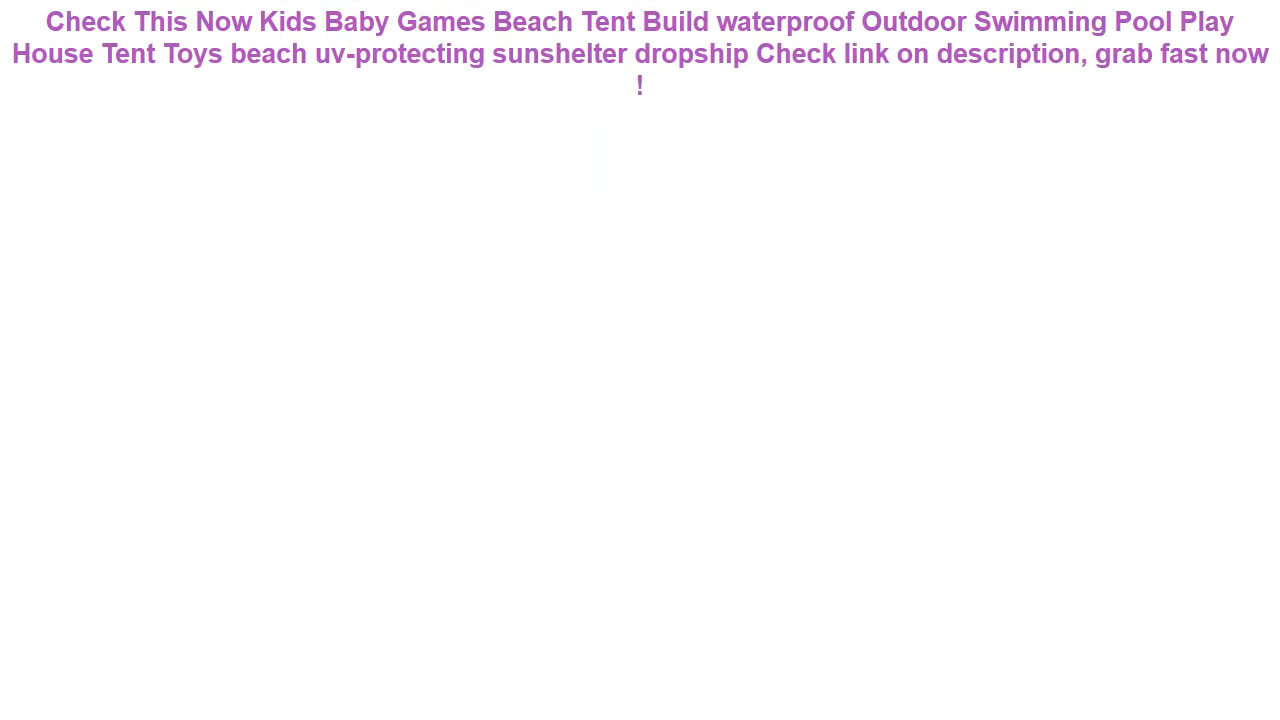 Check This Now Kids Baby Games Beach Tent Build waterproof Outdoor Swimming Pool Play
House Tent Toys beach uv-protecting sunshelter dropship Check link on description, grab fast now
!